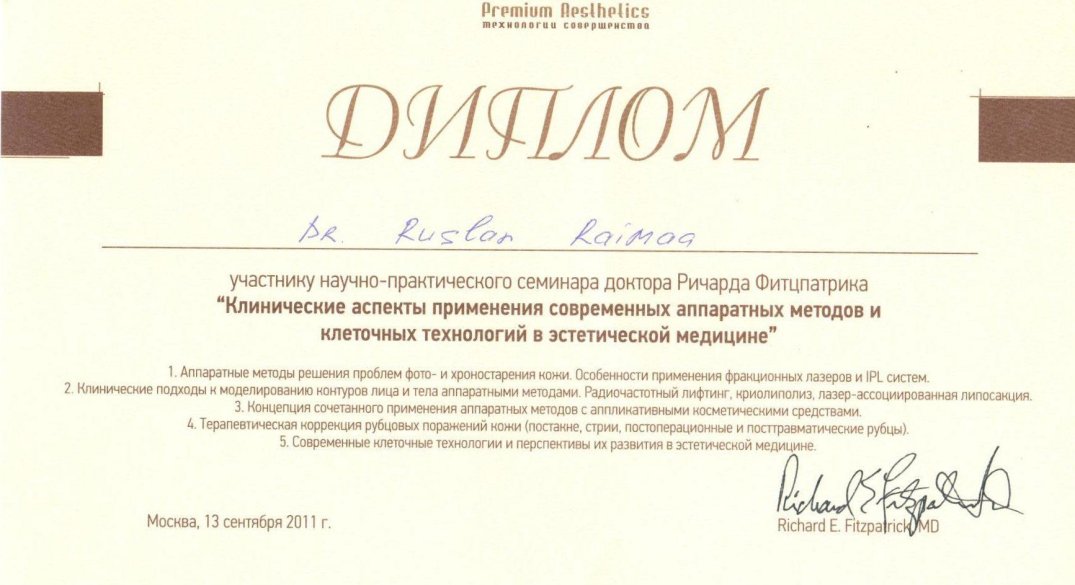 Premium Aesthetics
технологии совершенства
ДИПЛОМ
DR. Ruslan Raimaa
участнику научно-практического семинара доктора Ричарда Фитцпатрика
“Клинические аспекты применения современных аппаратных методов и
клеточных технологий в эстетической медицине”
1. Аппаратные методы решения проблем фото- и хроностарения кожи. Особенности применения фракционных лазеров и IPL систем.
2. Клинические подходы к моделированию контуров лица и тела аппаратными методами. Радиочастотный лифтинг, криолиполиз, лазер-ассоциированная липосакция.
3. Концепция сочетанного применения аппаратных методов с аппликативными косметическими средствами.
4. Терапевтическая коррекция рубцовых поражений кожи (постакне, стрии, постоперационные и посттравматические рубцы).
5. Современные клеточные технологии и перспективы их развития в эстетической медицине.
Richard E Fitzpatrick
Москва, 13 сентября 2011 г.
Richard E. Fitzpatrick, MD